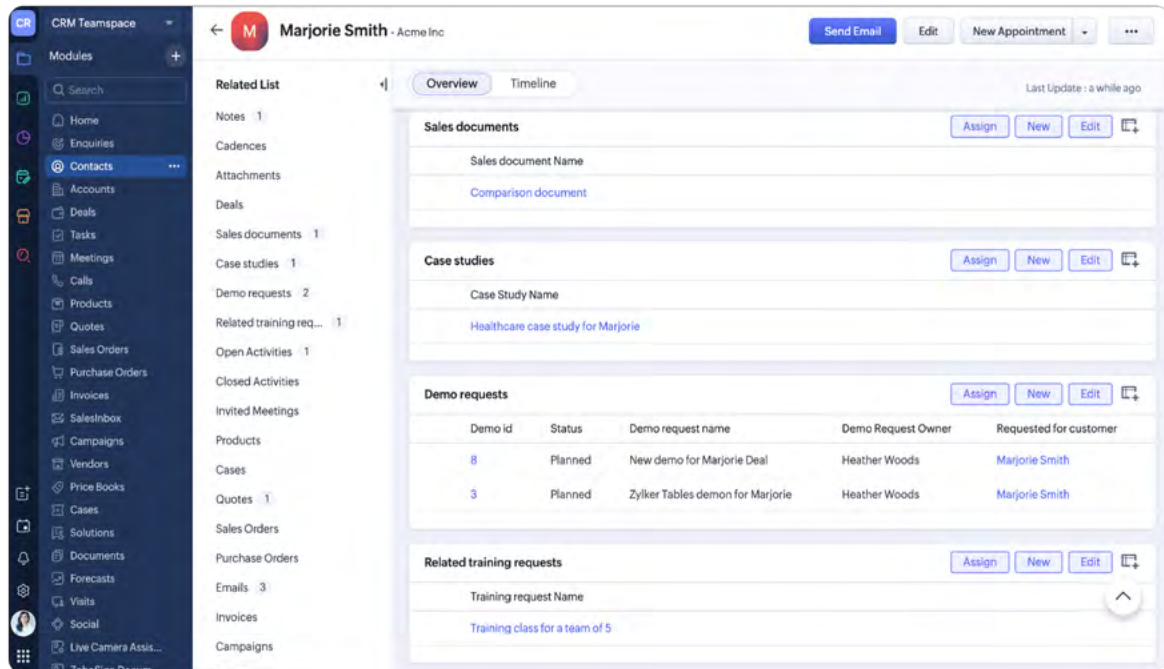 CR
CRM Teamspace
Modules
+
Search
Home
Enquiries
Contacts
Accounts
Deals
Tasks
Meetings
Calls
Products
Quotes
Sales Orders
Purchase Orders
Invoices
SalesInbox
Campaigns
Vendors
Price Books
Cases
Solutions
Documents
Forecasts
Visits
Social
Live Camera Assis...
M
Marjorie Smith - Acme Inc
Send Email
Edit
New Appointment
Related List
Notes 1
Cadences
Attachments
Deals
Sales documents 1
Case studies 1
Demo requests 2
Related training req... 1
Open Activities 1
Closed Activities
Invited Meetings
Products
Cases
Quotes 1
Sales Orders
Purchase Orders
Emails 3
Invoices
Campaigns
Overview Timeline
Last Update : a while ago
Sales documents
Assign New Edit
Sales document Name
Comparison document
Case studies
Assign New Edit
Case Study Name
Healthcare case study for Marjorie
Demo requests
Assign New Edit
Demo id Status Demo request name Demo Request Owner Requested for customer
8 Planned New demo for Marjorie Deal Heather Woods Marjorie Smith
3 Planned Zylker Tables demon for Marjorie Heather Woods Marjorie Smith
Related training requests
Assign New Edit
Training request Name
Training class for a team of 5